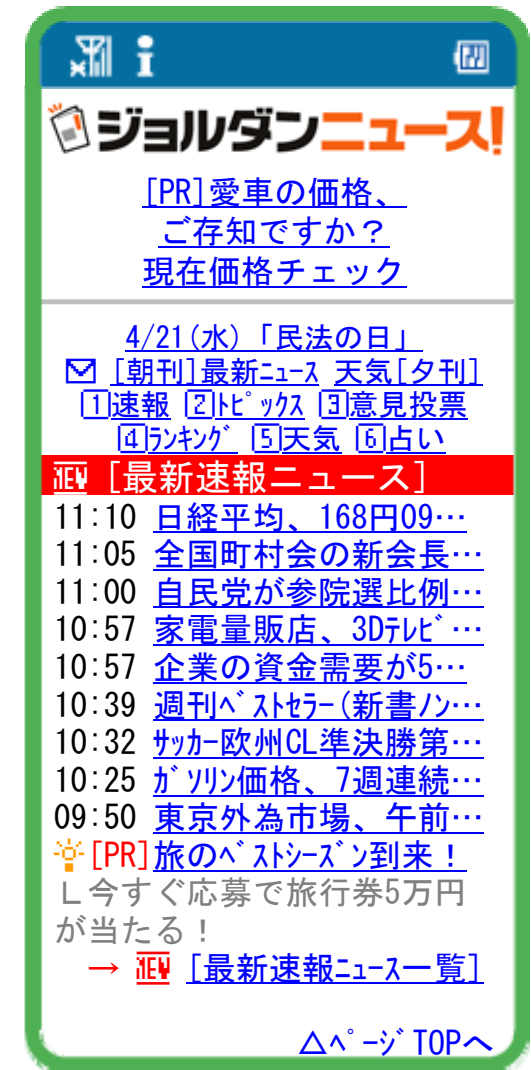 ジョルダンニュース!
[PR]愛車の価格、
ご存知ですか？
現在価格チェック
4/21(水)「民法の日」
[朝刊]最新ﾆｭｰｽ 天気[夕刊]
1速報 2ﾄﾋﾟｯｸｽ 3意見投票
4ﾗﾝｷﾝｸﾞ 5天気 6占い
NEW [最新速報ニュース]
11:10 日経平均、168円09…
11:05 全国町村会の新会長…
11:00 自民党が参院選比例…
10:57 家電量販店、3Dﾃﾚﾋﾞ…
10:57 企業の資金需要が5…
10:39 週刊ﾍﾞｽﾄｾﾗｰ(新書ﾉﾝ…
10:32 ｻｯｶｰ欧州CL準決勝第…
10:25 ｶﾞｿﾘﾝ価格、7週連続…
09:50 東京外為市場、午前…
[PR]旅のﾍﾞｽﾄｼｰｽﾞﾝ到来！
∟今すぐ応募で旅行券5万円
が当たる！
→ NEW [最新速報ﾆｭｰｽ一覧]
△ﾍﾟｰｼﾞTOPへ